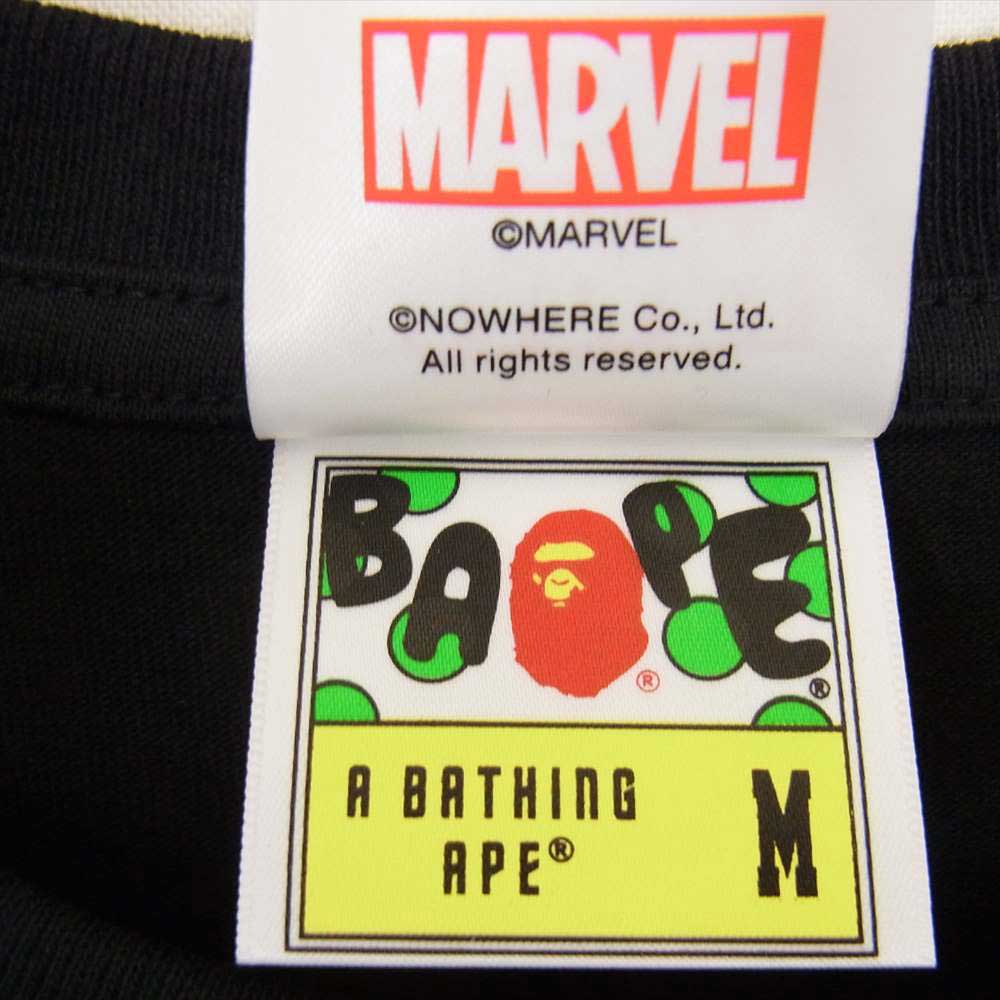 MARVEL
©MARVEL
©NOWHERE Co., Ltd.
All rights reserved.
BAPE®
®
A BATHING
APE®
M